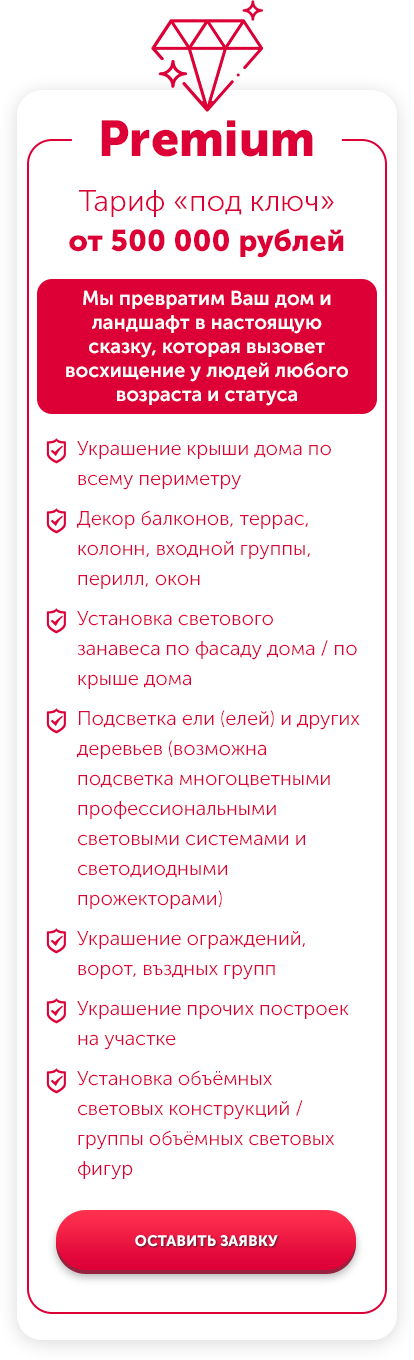 Premium
Тариф «под ключ»
от 500 000 рублей
Мы превратим Ваш дом и
ландшафт в настоящую
сказку, которая вызовет
восхищение у людей любого
возраста и статуса
Украшение крыши дома по
всему периметру
Декор балконов, террас,
колонн, входной группы,
перилл, окон
Установка светового
занавеса по фасаду дома / по
крыше дома
Подсветка ели (елей) и других
деревьев (возможна
подсветка многоцветными
профессиональными
световыми системами и
светодиодными
прожекторами)
Украшение ограждений,
ворот, въздных групп
Украшение прочих построек
на участке
Установка объёмных
световых конструкций /
группы объёмных световых
фигур
ОСТАВИТЬ ЗАЯВКУ